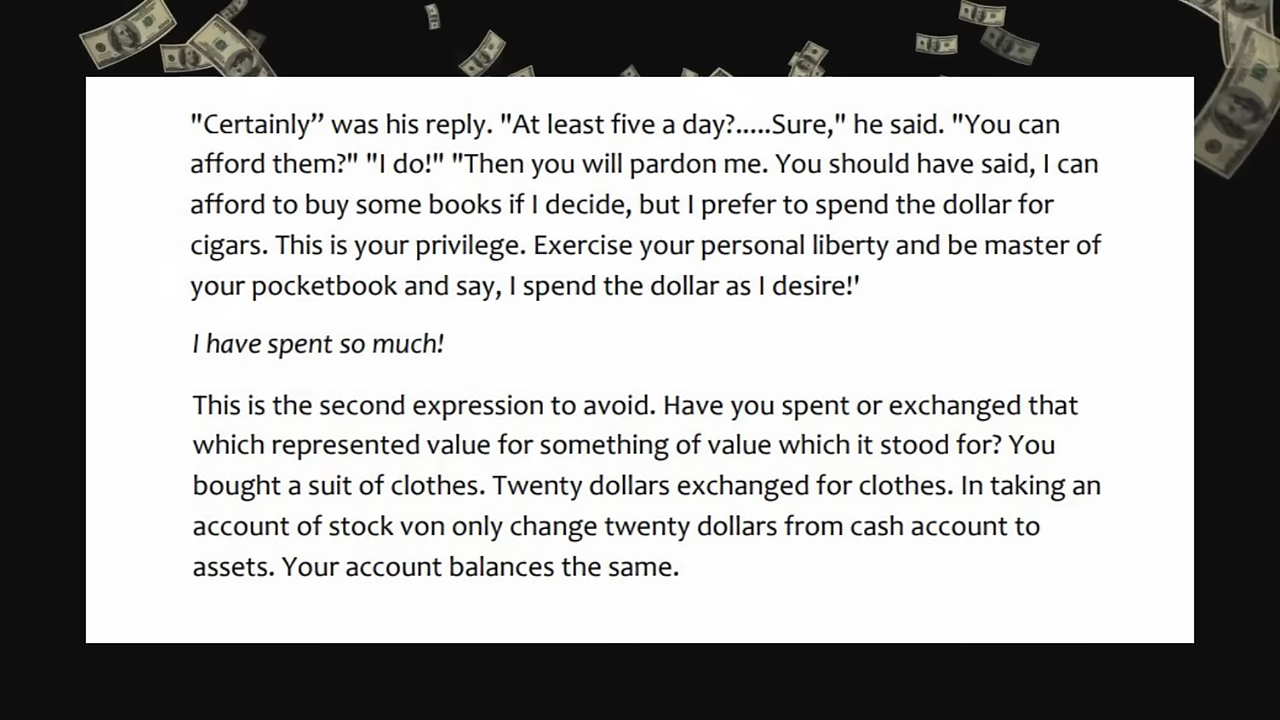 "Certainly” was his reply. "At least five a day?.....Sure," he said. "You can
afford them?" "I do!" "Then you will pardon me. You should have said, I can
afford to buy some books if I decide, but I prefer to spend the dollar for
cigars. This is your privilege. Exercise your personal liberty and be master of
your pocketbook and say, I spend the dollar as I desire!'
I have spent so much!
This is the second expression to avoid. Have you spent or exchanged that
which represented value for something of value which it stood for? You
bought a suit of clothes. Twenty dollars exchanged for clothes. In taking an
account of stock von only change twenty dollars from cash account to
assets. Your account balances the same.